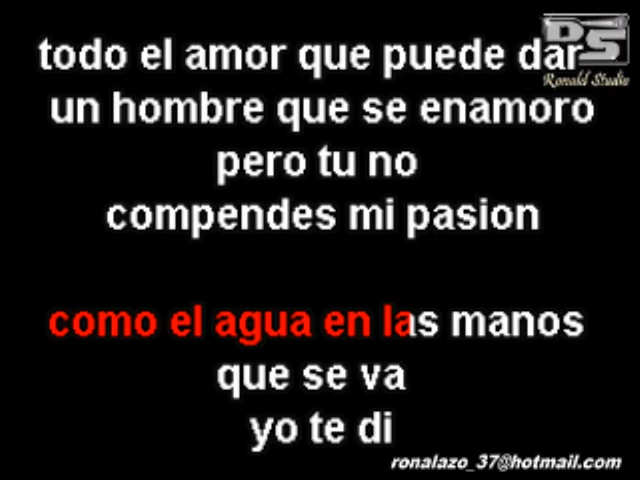 todo el amor que puede dar
DS
Ronald Studio
un hombre que se enamoro
pero tu no
compendes mi pasion
como el agua en las manos
que se va
yo te di
ronalazo_37@hotmail.com